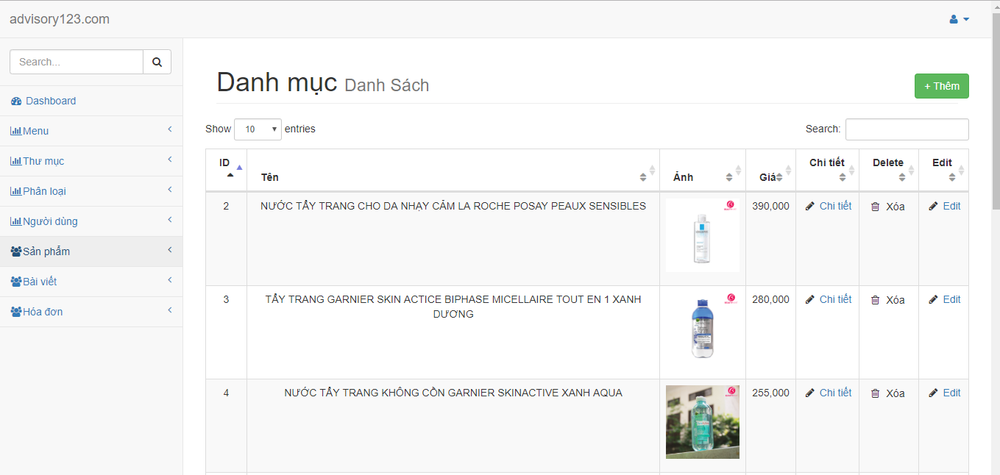 advisory123.com
Search...
Dashboard
Menu
Thư mục
Phân loại
Người dùng
Sản phẩm
Bài viết
Hóa đơn
Danh mục Danh Sách
+ Thêm
Show 10 entries
Search:
ID Tên Ảnh Giá Chi tiết Delete Edit
2 NƯỚC TẨY TRANG CHO DA NHẠY CẢM LA ROCHE POSAY PEAUX SENSIBLES 390,000 Chi tiết Xóa Edit
3 TẨY TRANG GARNIER SKIN ACTICE BIPHASE MICELLAIRE TOUT EN 1 XANH 280,000 Chi tiết Xóa Edit
DƯƠNG
4 NƯỚC TẨY TRANG KHÔNG CỒN GARNIER SKINACTIVE XANH AQUA 255,000 Chi tiết Xóa Edit